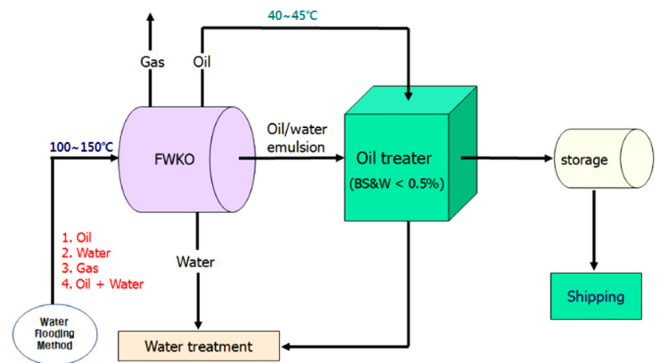 40~45℃
Gas
Oil
100~150℃
FWKO
Oil/water
emulsion
Oil treater
(BS&W < 0.5%)
storage
1. Oil
2. Water
3. Gas
4. Oil + Water
Water
Shipping
Water
Flooding
Method
Water treatment